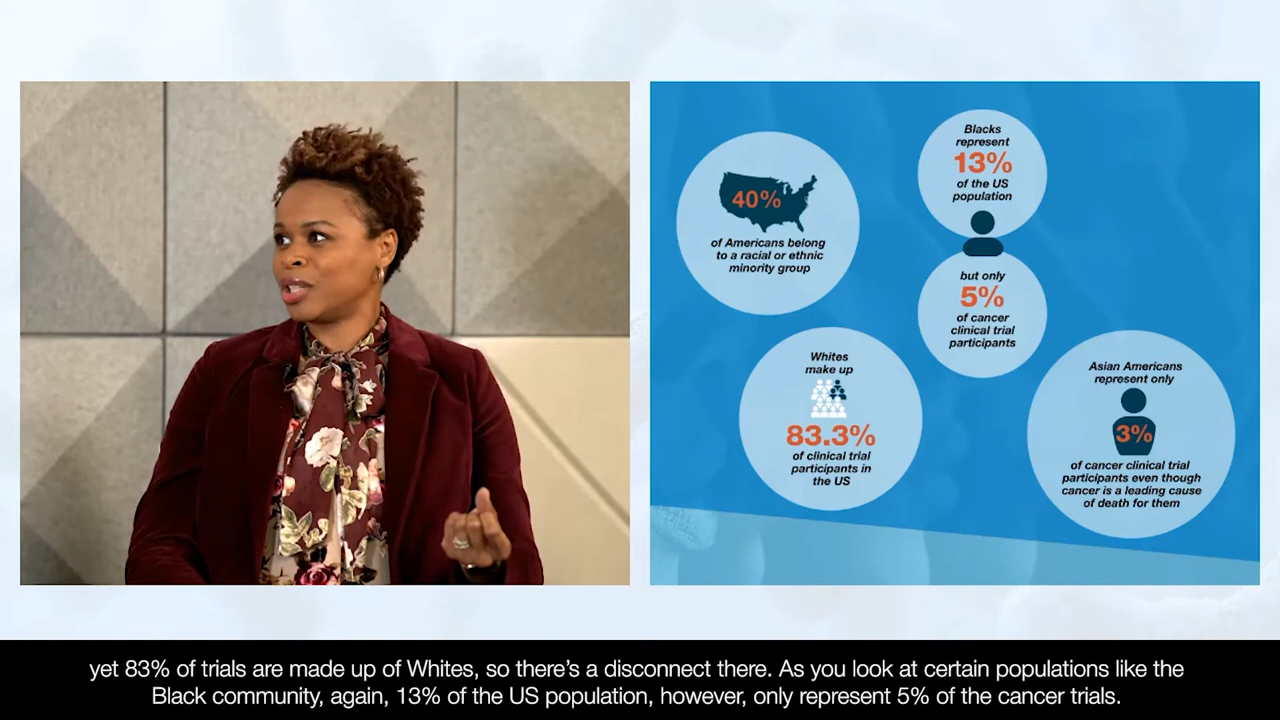 40%
of Americans belong
to a racial or ethnic
minority group
Blacks
represent
13%
of the US
population
but only
5%
of cancer
clinical trial
participants
Whites
make up
83.3%
of clinical trial
participants in
the US
Asian Americans
represent only
3%
of cancer clinical trial
participants even though
cancer is a leading cause
of death for them
yet 83% of trials are made up of Whites, so there's a disconnect there. As you look at certain populations like the
Black community, again, 13% of the US population, however, only represent 5% of the cancer trials.